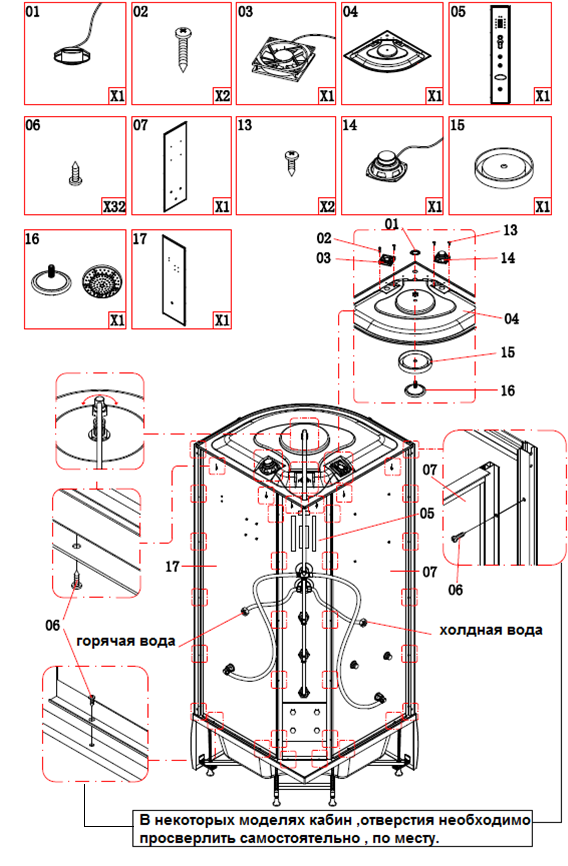 01 02 03 04 05
X1 X2 X1 X1 X1
06 07 13 14 15
X32 X1 X2 X1 X1
16 17
X1 X1
01
02 13
03 14
04
15
16
05
07
17 07
06
06
горячая вода
холдная вода
В некоторых моделях кабин ,отверстия необходимо
просверлить самостоятельно , по месту.